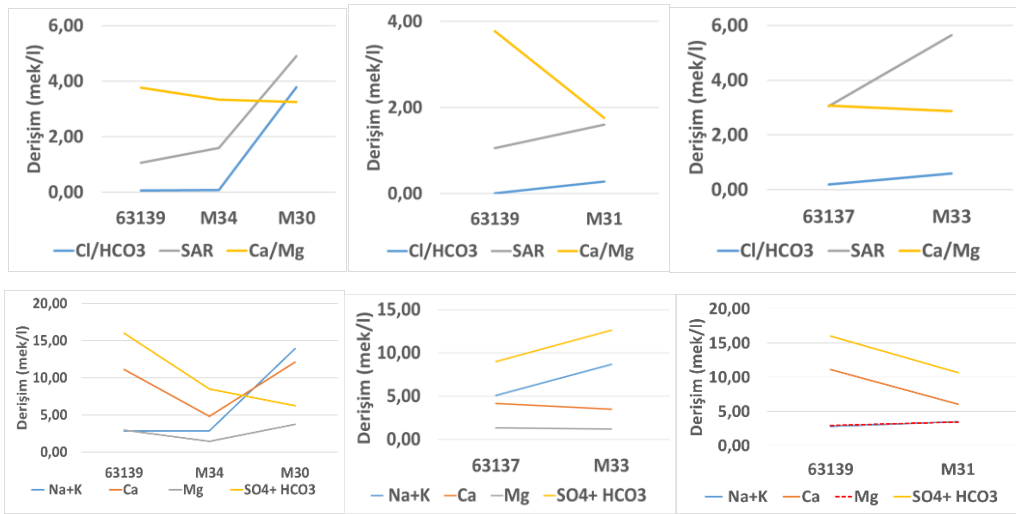 Derişim (mek/l)
6,00
4,00
2,00
0,00
63139 M34 M30
Cl/HCO3 SAR Ca/Mg
Derişim (mek/l)
4,00
2,00
0,00
63139 M31
Cl/HCO3 SAR Ca/Mg
Derişim (mek/l)
6,00
4,00
2,00
0,00
63137 M33
Cl/HCO3 SAR Ca/Mg
Derişim (mek/l)
20,00
15,00
10,00
5,00
0,00
63139 M34 M30
Na+K Ca Mg SO4+ HCO3
Derişim (mek/l)
15,00
10,00
5,00
0,00
63137 M33
Na+K Ca Mg SO4+ HCO3
Derişim (mek/l)
20,00
15,00
10,00
5,00
0,00
63139 M31
Na+K Ca Mg SO4+ HCO3